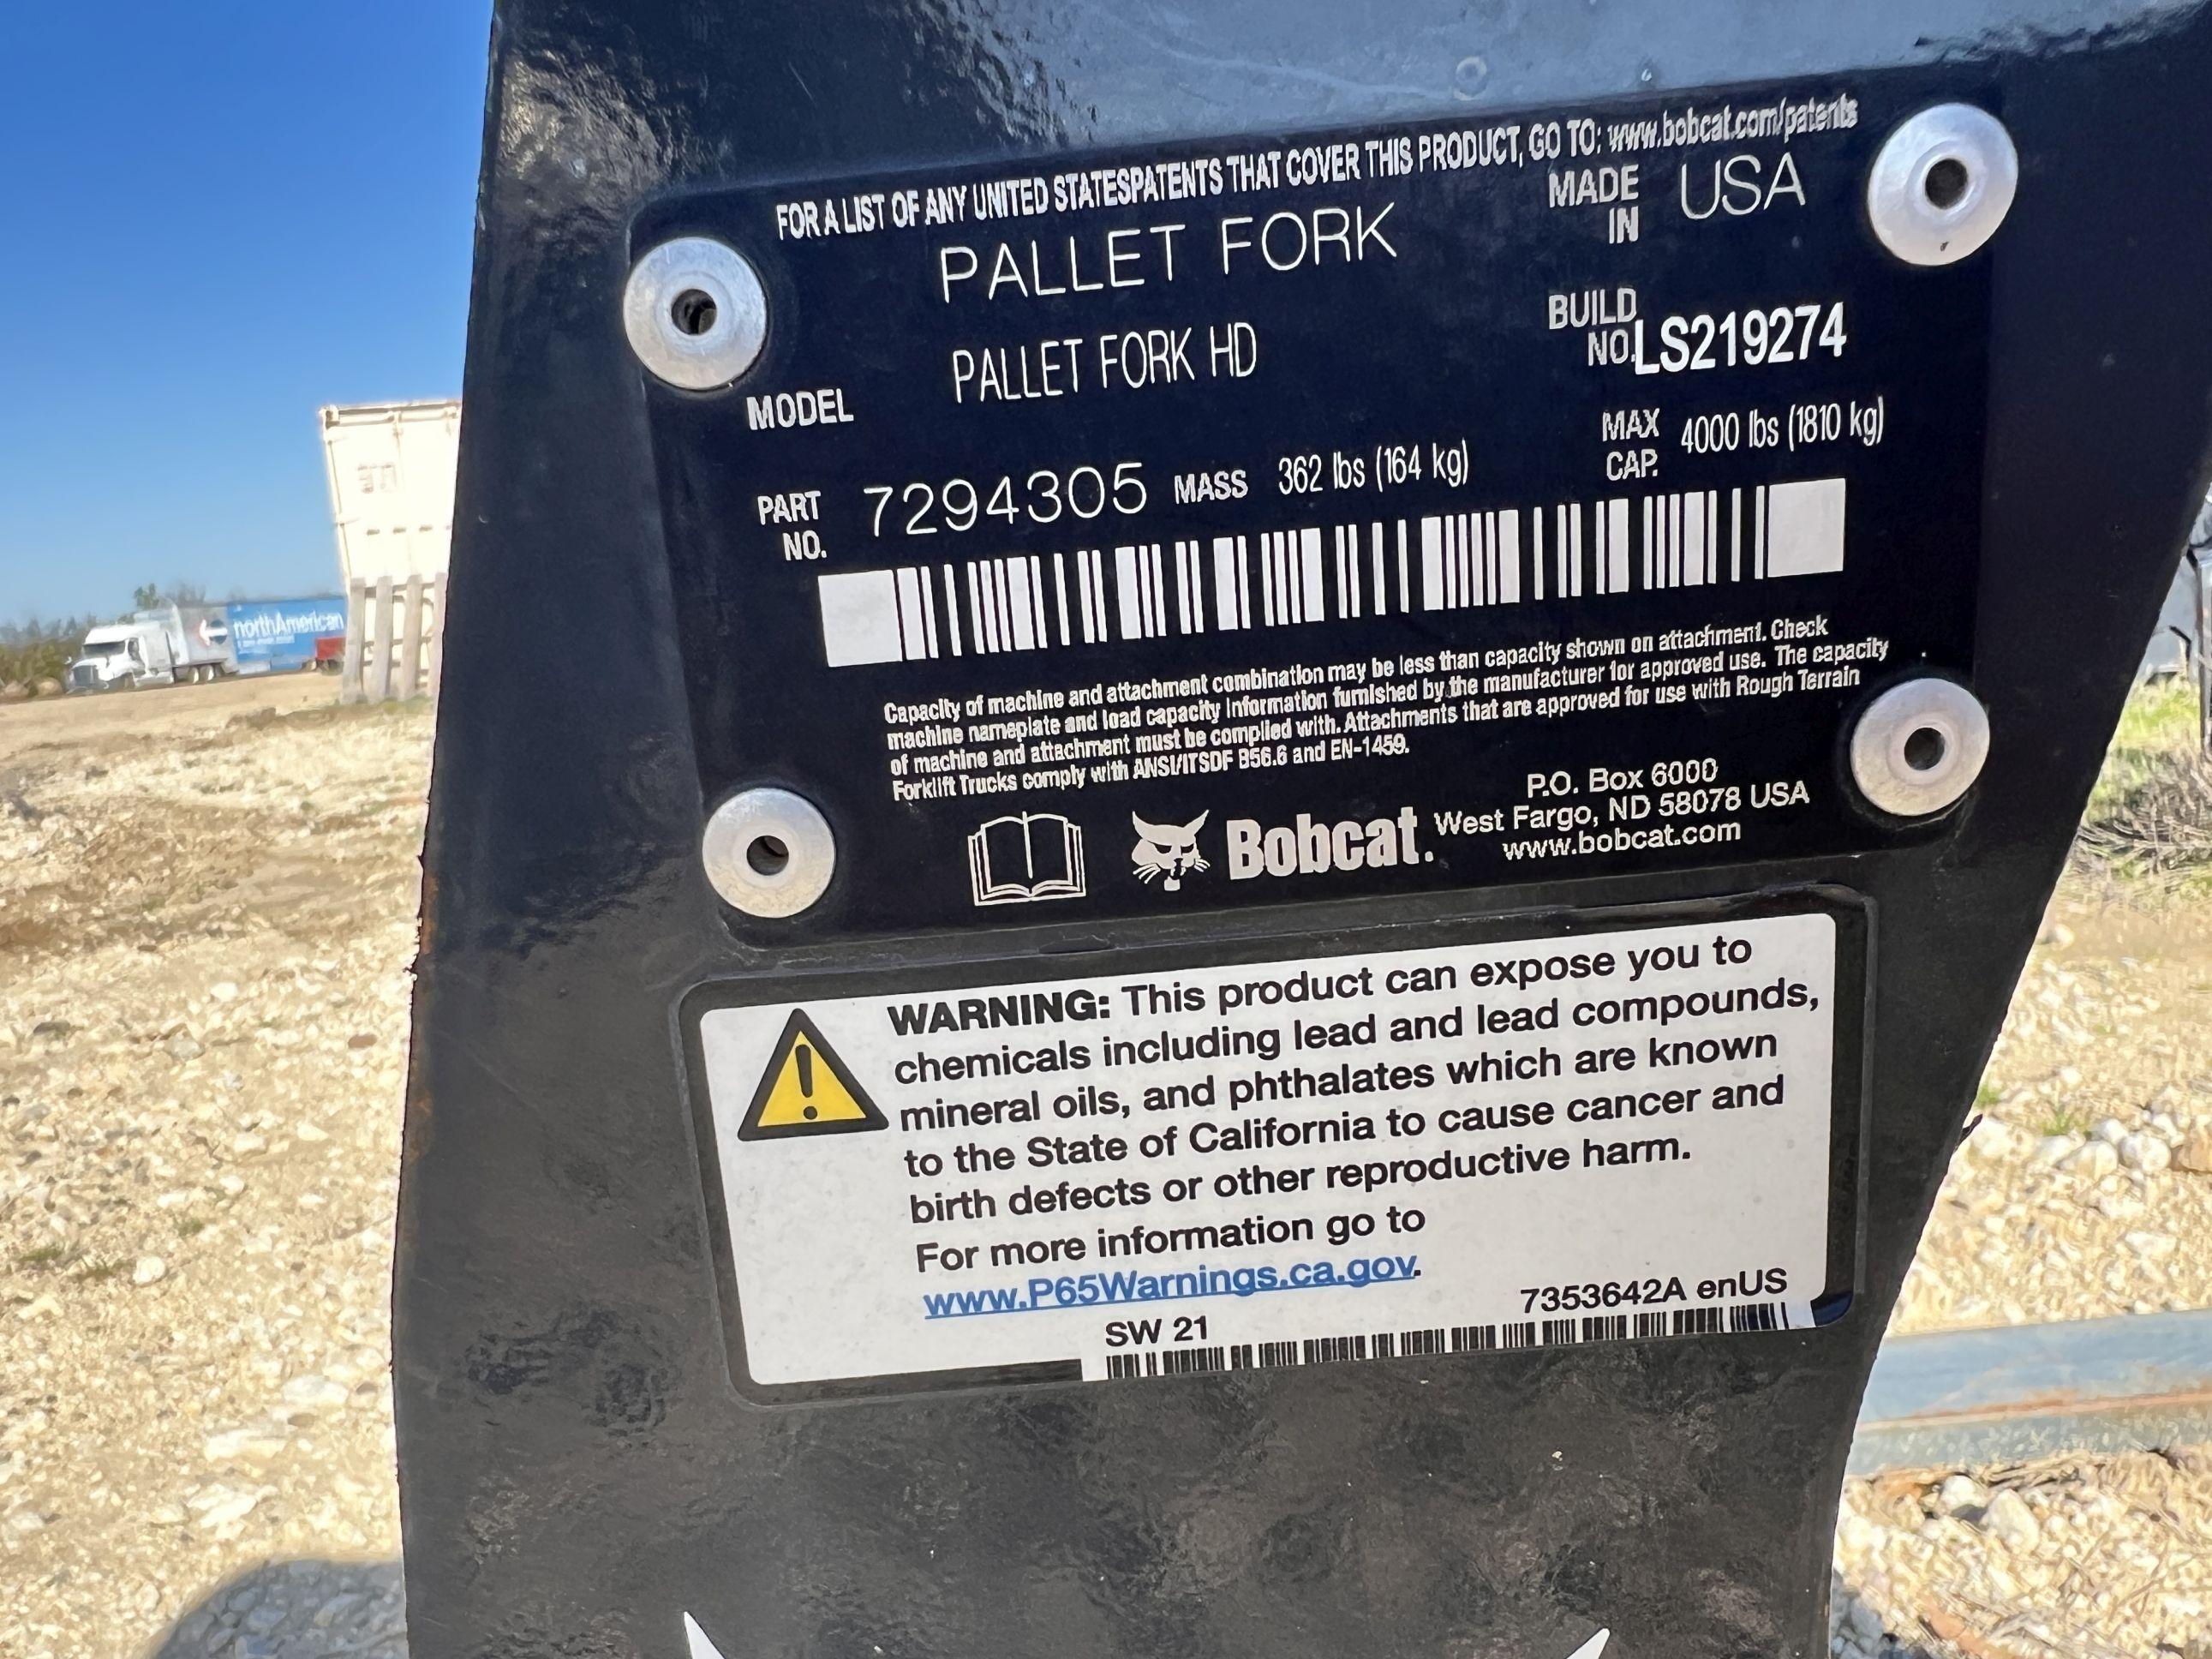 FOR A LIST OF ANY UNITED STATESPATENTS THAT COVER THIS PRODUCT, GO TO: www.bobcat.com/patents
PALLET FORK
MADE IN USA
MODEL PALLET FORK HD
BUILD NO. LS219274
PART NO. 7294305 MASS 362 lbs (164 kg)
MAX CAP. 4000 lbs (1810 kg)
Capacity of machine and attachment combination may be less than capacity shown on attachment. Check
machine nameplate and load capacity information furnished by the manufacturer for approved use. The capacity
of machine and attachment must be complied with. Attachments that are approved for use with Rough Terrain
Forklift Trucks comply with ANSI/ITSDF B56.6 and EN-1459.
Bobcat.
P.O. Box 6000
West Fargo, ND 58078 USA
www.bobcat.com
WARNING: This product can expose you to
chemicals including lead and lead compounds,
mineral oils, and phthalates which are known
to the State of California to cause cancer and
birth defects or other reproductive harm.
For more information go to
www.P65Warnings.ca.gov.
SW 21
7353642A enUS
northAmerican